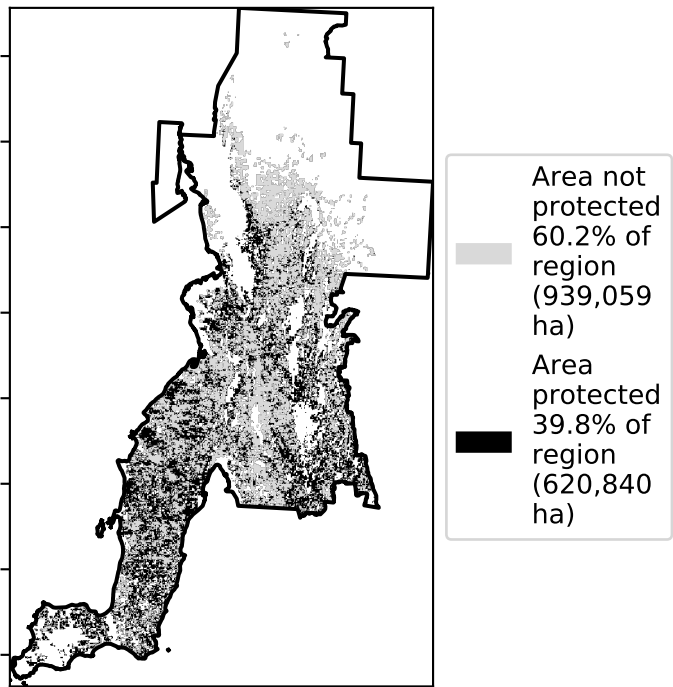 Area not
protected
60.2% of
region
(939,059
ha)
Area
protected
39.8% of
region
(620,840
ha)